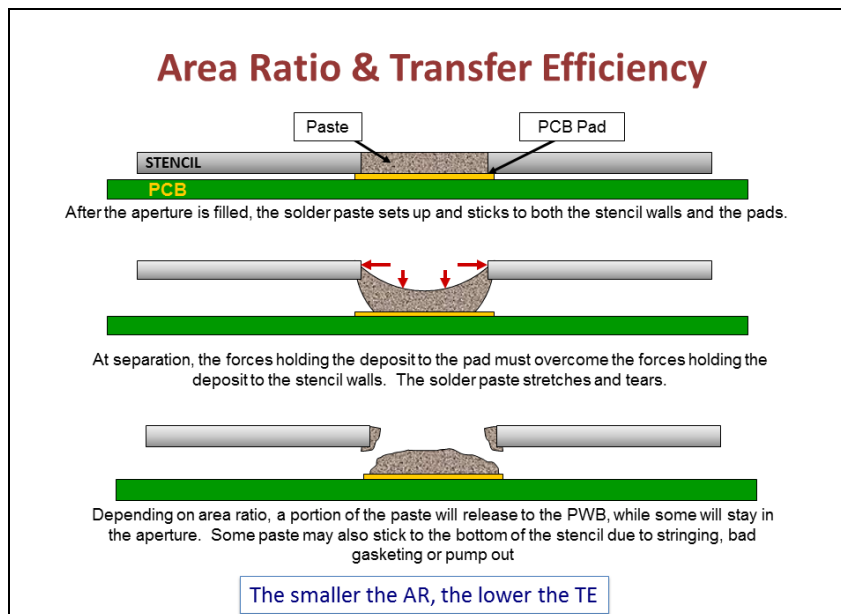 Area Ratio & Transfer Efficiency
Paste
PCB Pad
STENCIL
PCB
After the aperture is filled, the solder paste sets up and sticks to both the stencil walls and the pads.
At separation, the forces holding the deposit to the pad must overcome the forces holding the
deposit to the stencil walls. The solder paste stretches and tears.
Depending on area ratio, a portion of the paste will release to the PWB, while some will stay in
the aperture. Some paste may also stick to the bottom of the stencil due to stringing, bad
gasketing or pump out
The smaller the AR, the lower the TE